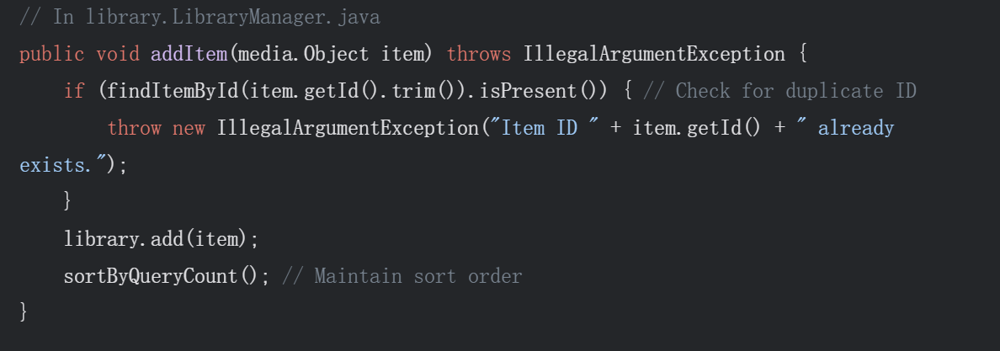 // In library.LibraryManager.java
public void addItem(media.Object item) throws IllegalArgumentException {
    if (findItemById(item.getId().trim()).isPresent()) { // Check for duplicate ID
        throw new IllegalArgumentException("Item ID " + item.getId() + " already
exists.");
    }
    library.add(item);
    sortByQueryCount(); // Maintain sort order
}